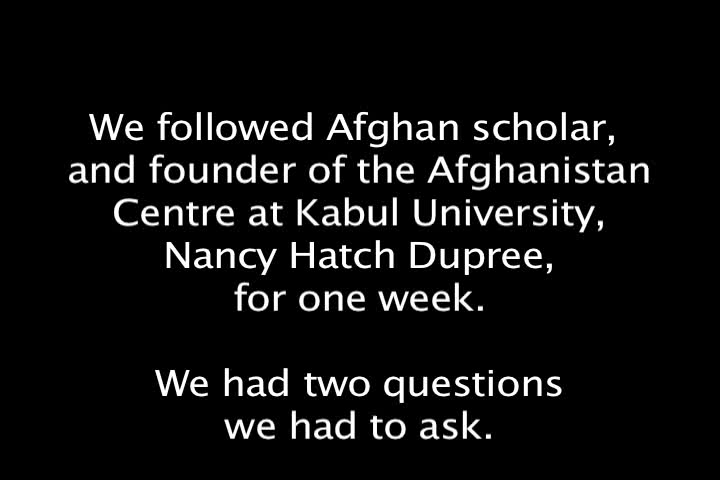 We followed Afghan scholar,
and founder of the Afghanistan
Centre at Kabul University,
Nancy Hatch Dupree,
for one week.
We had two questions
we had to ask.